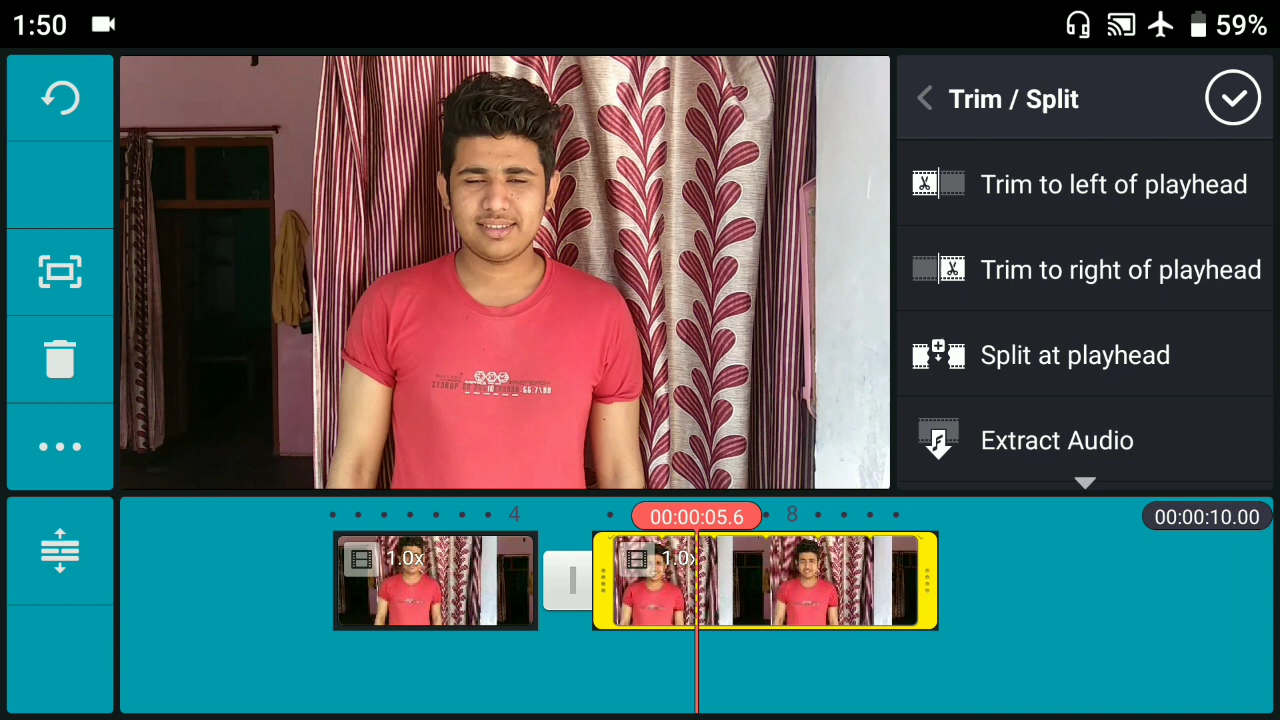 1:50
59%
Trim / Split
Trim to left of playhead
Trim to right of playhead
Split at playhead
Extract Audio
4
00:00:05.6
8
00:00:10.00
1.0x
1.0x